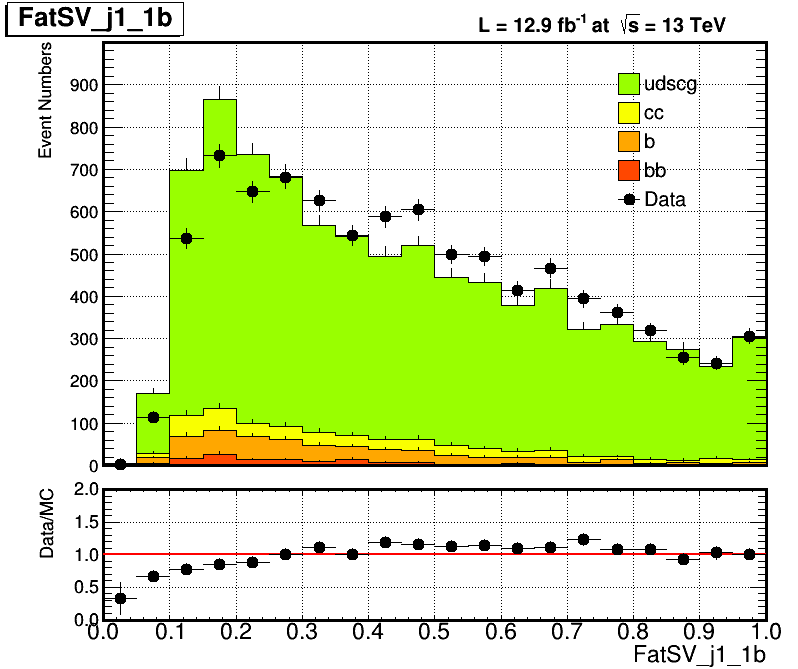 FatSV_j1_1b
L = 12.9 fb-1 at √s = 13 TeV
Event Numbers
900
800
700
600
500
400
300
200
100
0
udscg
cc
b
bb
Data
Data/MC
2.0
1.5
1.0
0.5
0.0
0.0 0.1 0.2 0.3 0.4 0.5 0.6 0.7 0.8 0.9 1.0
FatSV_j1_1b